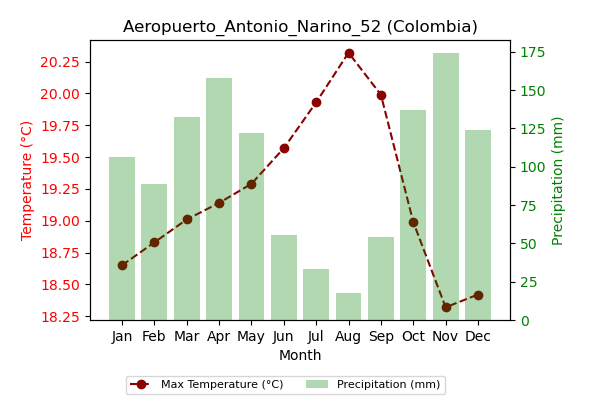 Aeropuerto_Antonio_Narino_52 (Colombia)
20.25
20.00
19.75
19.50
19.25
19.00
18.75
18.50
18.25
Temperature (°C)
175
150
125
100
75
50
25
0
Precipitation (mm)
Jan Feb Mar Apr May Jun Jul Aug Sep Oct Nov Dec
Month
Max Temperature (°C) Precipitation (mm)